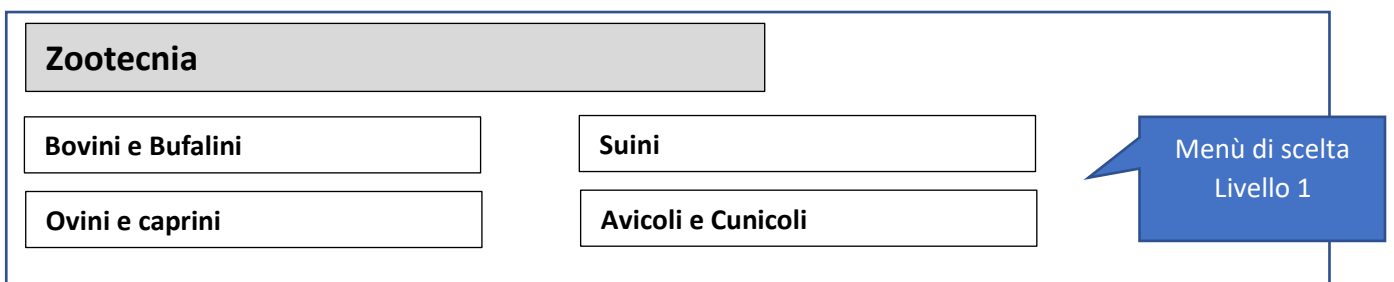 Zootecnia
Bovini e Bufalini
Suini
Ovini e caprini
Avicoli e Cunicoli
Menù di scelta
Livello 1